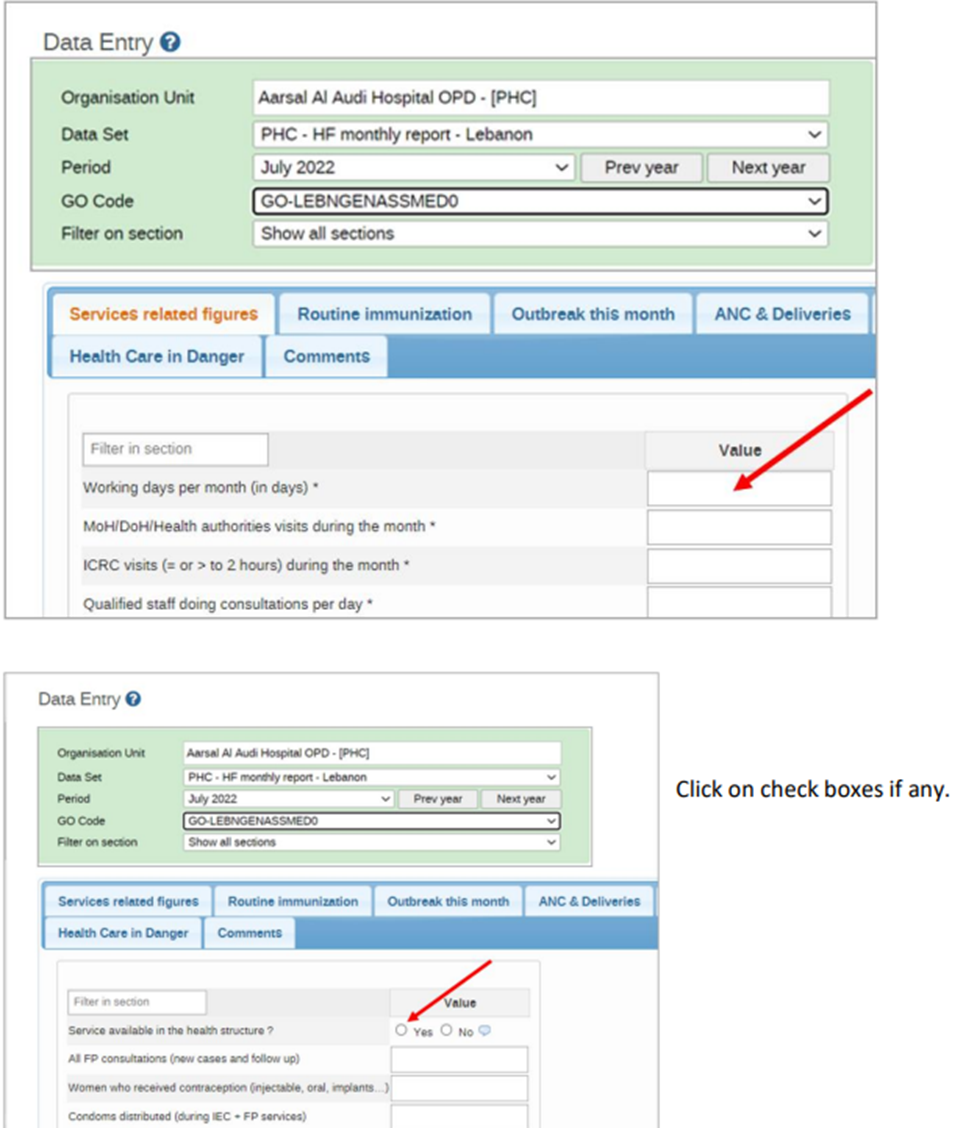 Data Entry ?
Organisation Unit Aarsal Al Audi Hospital OPD - [PHC]
Data Set PHC - HF monthly report - Lebanon
Period July 2022 Prev year Next year
GO Code GO-LEBNGENASSMED0
Filter on section Show all sections
Services related figures Routine immunization Outbreak this month ANC & Deliveries
Health Care in Danger Comments
Filter in section Value
Working days per month (in days) *
MoH/DoH/Health authorities visits during the month *
ICRC visits (= or > to 2 hours) during the month *
Qualified staff doing consultations per day *
Data Entry ?
Organisation Unit Aarsal Al Audi Hospital OPD - [PHC]
Data Set PHC - HF monthly report - Lebanon
Period July 2022 Prev year Next year
GO Code GO-LEBNGENASSMED0
Filter on section Show all sections
Click on check boxes if any.
Services related figures Routine immunization Outbreak this month ANC & Deliveries
Health Care in Danger Comments
Filter in section Value
Service available in the health structure ? Yes No
All FP consultations (new cases and follow up)
Women who received contraception (injectable, oral, implants...)
Condoms distributed (during IEC + FP services)